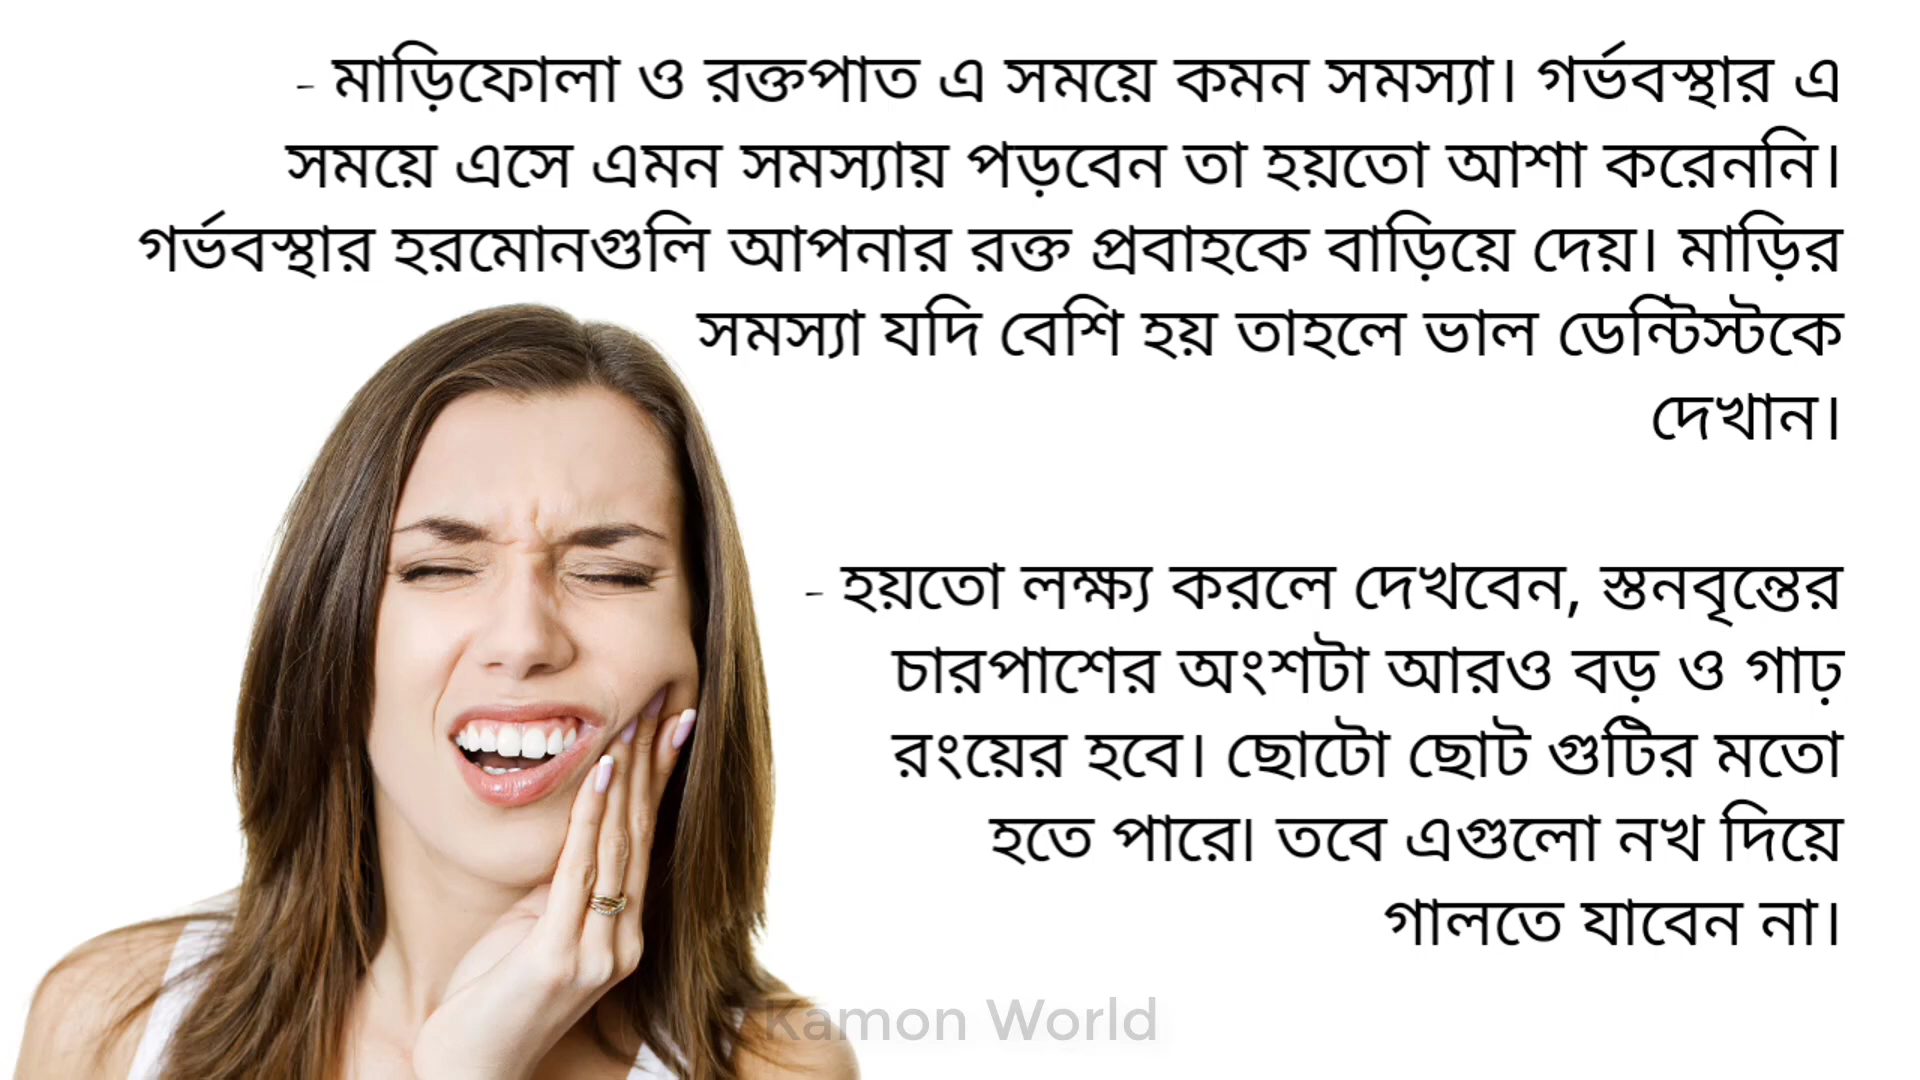 - মাড়িফোলা ও রক্তপাত এ সময়ে কমন সমস্যা। গর্ভবস্থার এ
সময়ে এসে এমন সমস্যায় পড়বেন তা হয়তো আশা করেননি।
গর্ভবস্থার হরমোনগুলি আপনার রক্ত প্রবাহকে বাড়িয়ে দেয়। মাড়ির
সমস্যা যদি বেশি হয় তাহলে ভাল ডেন্টিস্টকে
দেখান।
- হয়তো লক্ষ্য করলে দেখবেন, স্তনবৃন্তের
চারপাশের অংশটা আরও বড় ও গাঢ়
রংয়ের হবে। ছোটো ছোট গুটির মতো
হতে পারে। তবে এগুলো নখ দিয়ে
গালতে যাবেন না।
Kamon World